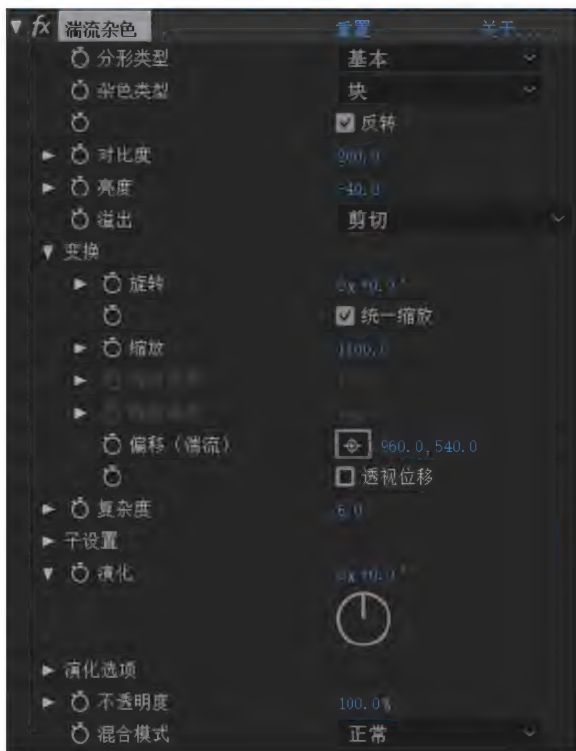 fx 湍流杂色 重置 关于...
分形类型 基本
杂色类型 块
反转
对比度 200.0
亮度 -40.0
溢出 剪切
变换
旋转 0x+0.0°
统一缩放
缩放 1100.0
偏移（湍流） 960.0,540.0
透视位移
复杂度 6.0
子设置
演化 0x+0.0°
演化选项
不透明度 100.0%
混合模式 正常